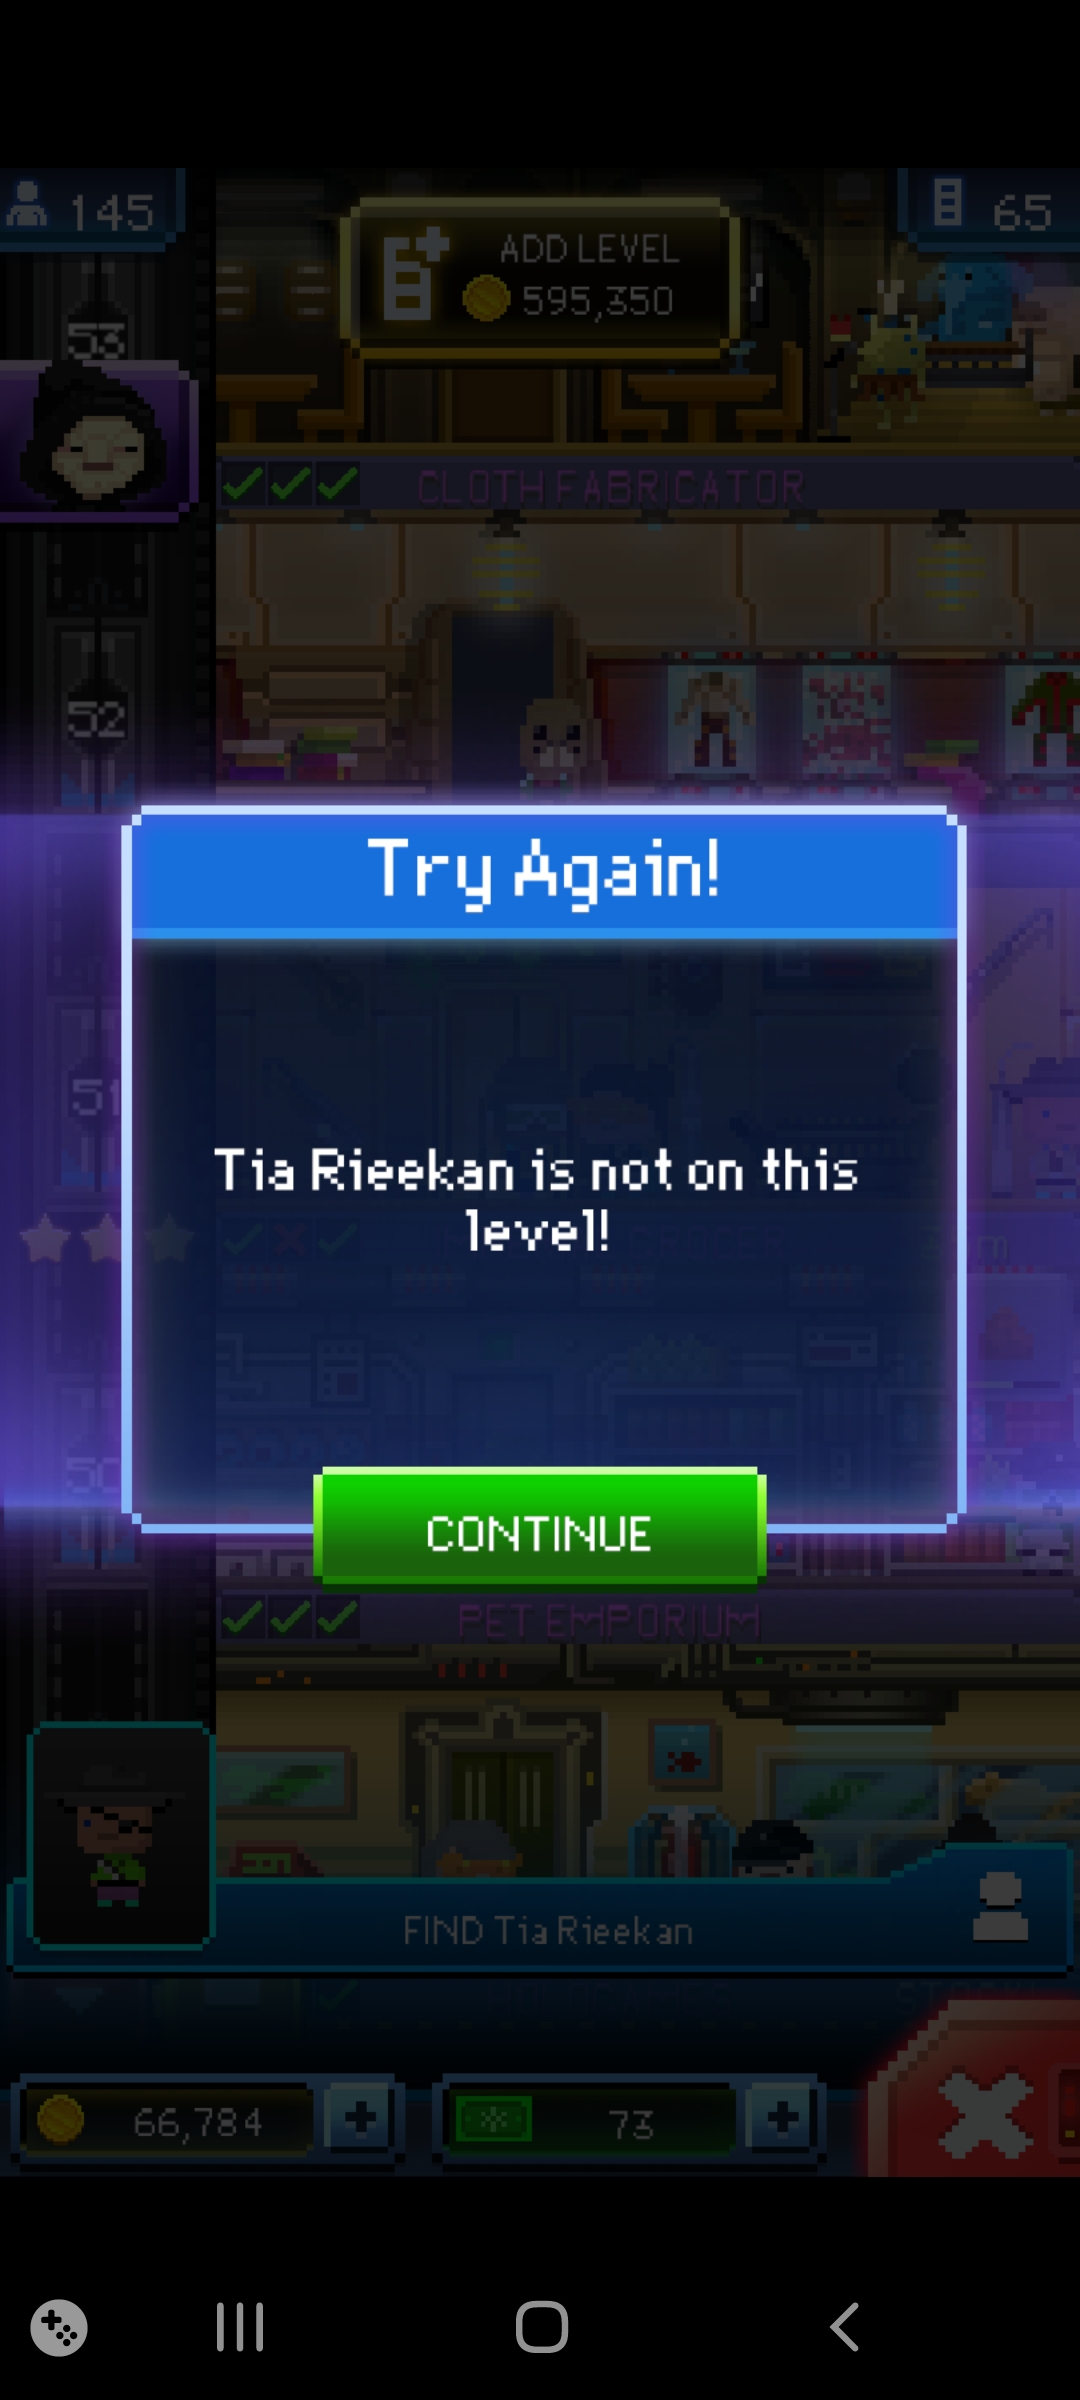 145
65
ADD LEVEL
595,350
53
CLOTH FABRICATOR
52
Try Again!
51
Tia Rieekan is not on this
level!
50
CONTINUE
PET EMPORIUM
FIND Tia Rieekan
66,784
73